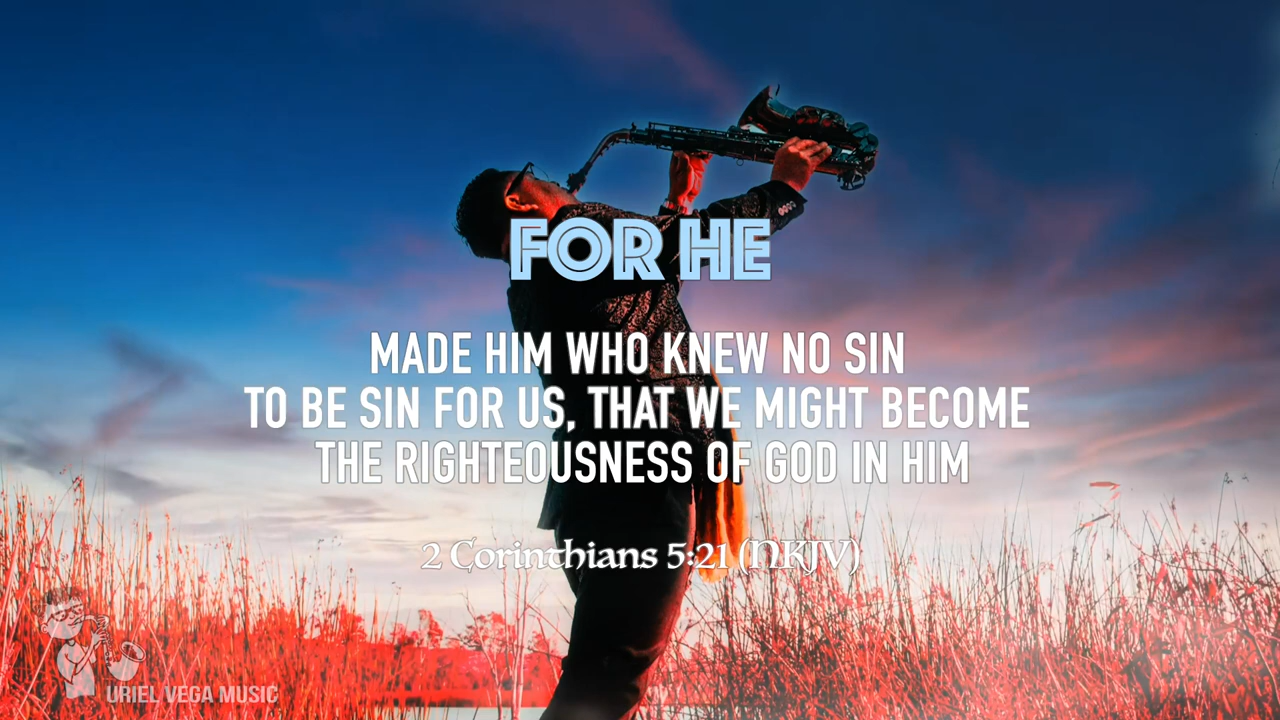 FOR HE
MADE HIM WHO KNEW NO SIN
TO BE SIN FOR US, THAT WE MIGHT BECOME
THE RIGHTEOUSNESS OF GOD IN HIM
2 Corinthians 5:21 (NKJV)
URIEL VEGA MUSIC